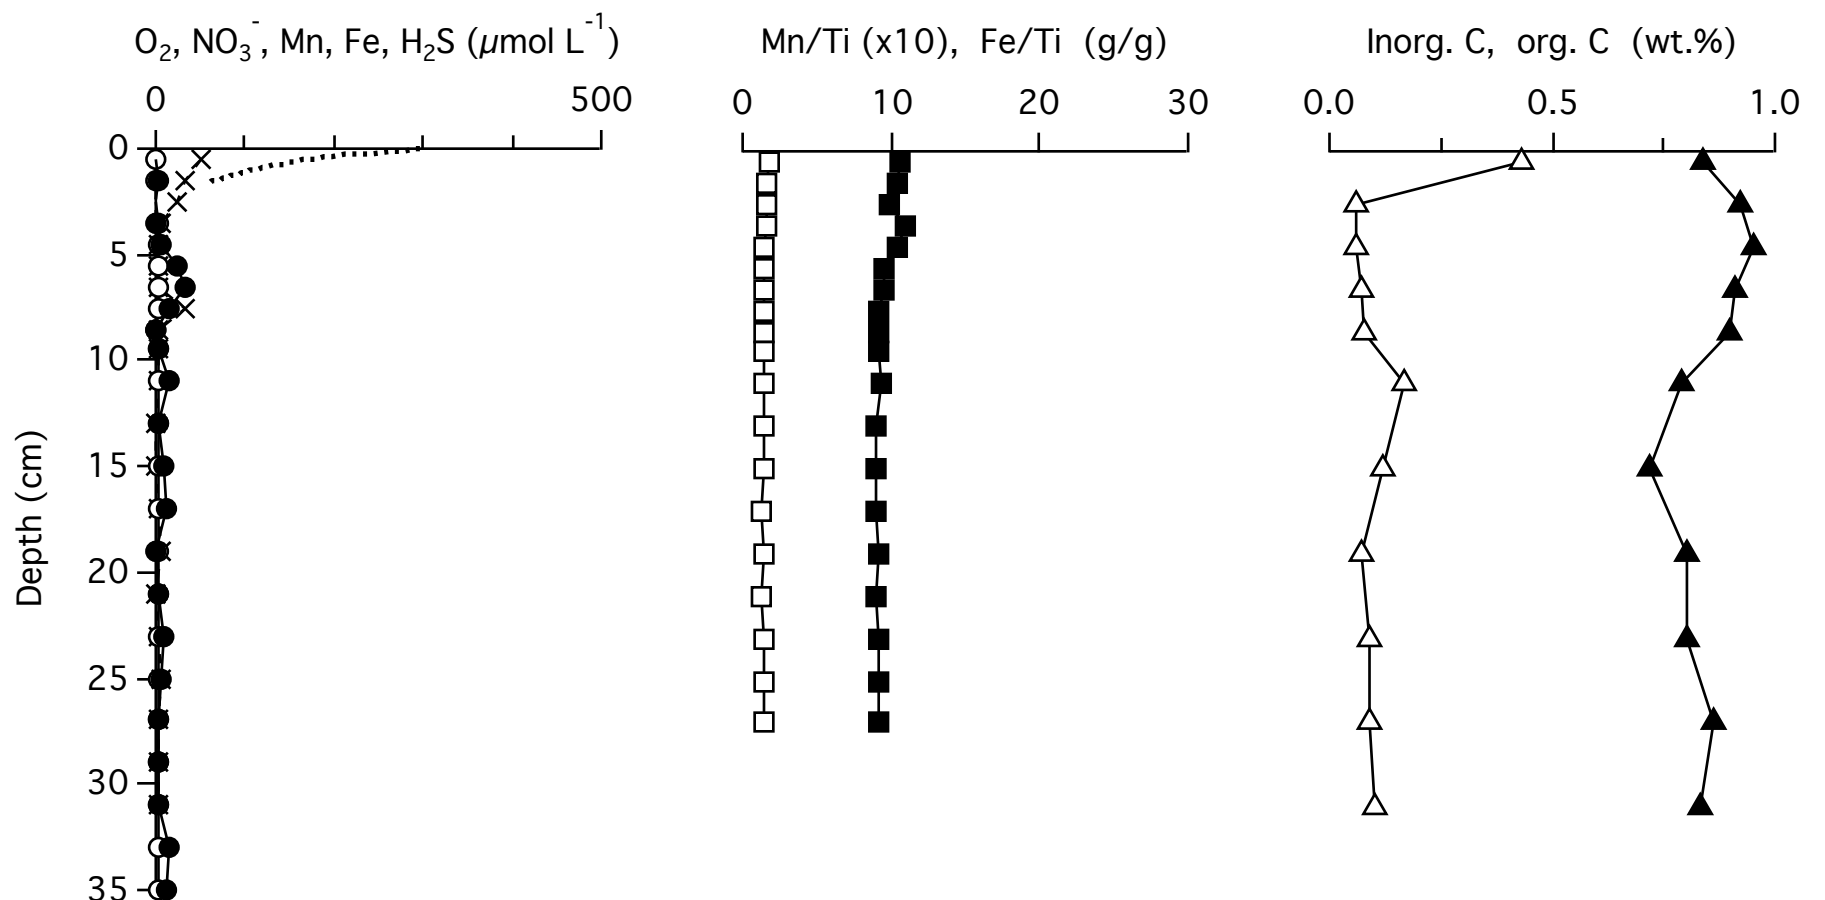 O₂, NO₃⁻, Mn, Fe, H₂S (µmol L⁻¹)
Mn/Ti (x10), Fe/Ti (g/g)
Inorg. C, org. C (wt.%)
0 500
0 10 20 30
0.0 0.5 1.0
0
5
10
15
20
25
30
35
Depth (cm)